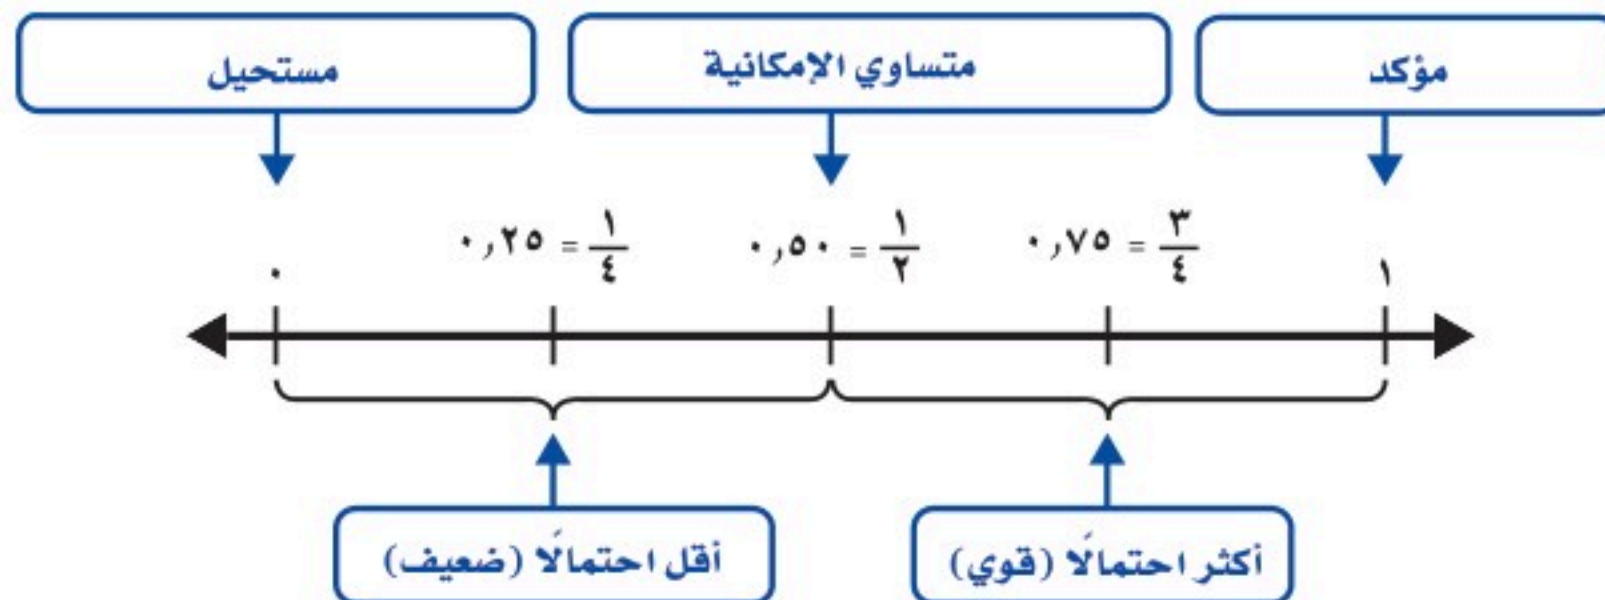 مؤكد
متساوي الإمكانية
مستحيل
٠
٠,٢٥ = ١/٤
٠,٥٠ = ١/٢
٠,٧٥ = ٣/٤
١
أكثر احتمالًا (قوي)
أقل احتمالًا (ضعيف)